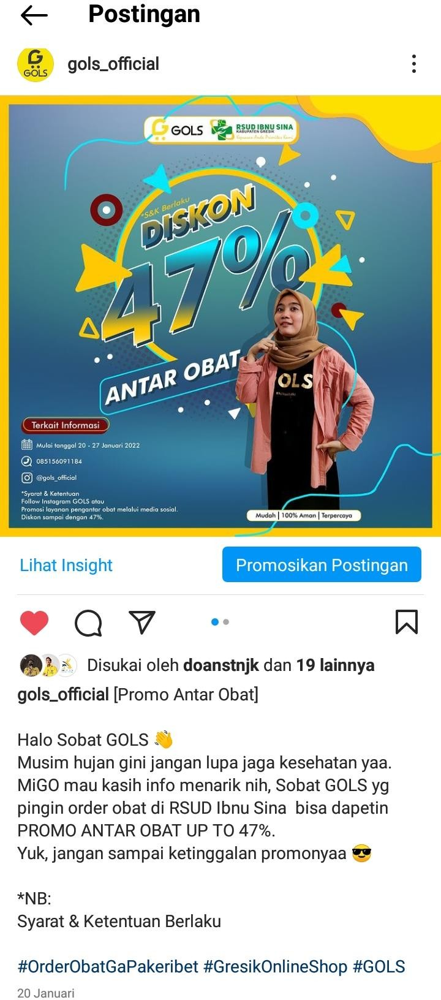 Postingan
G
GOLS
gols_official
G GOLS
RSUD IBNU SINA
KABUPATEN GRESIK
Kepuasan Anda Prioritas Kami
*S&K Berlaku
DISKON
47%
ANTAR OBAT
OLS
Terkait Informasi
Mulai tanggal 20 - 27 Januari 2022
085156091184
@gols_official
*Syarat & Ketentuan
Follow Instagram GOLS atau
Promosi layanan pengantar obat melalui media sosial.
Diskon sampai dengan 47%.
Mudah | 100% Aman | Terpercaya
Lihat Insight
Promosikan Postingan
Disukai oleh doanstnjk dan 19 lainnya
gols_official [Promo Antar Obat]
Halo Sobat GOLS 👋
Musim hujan gini jangan lupa jaga kesehatan yaa.
MiGO mau kasih info menarik nih, Sobat GOLS yg
pingin order obat di RSUD Ibnu Sina  bisa dapetin
PROMO ANTAR OBAT UP TO 47%.
Yuk, jangan sampai ketinggalan promonyaa 😎
*NB:
Syarat & Ketentuan Berlaku
#OrderObatGaPakeribet #GresikOnlineShop #GOLS
20 Januari